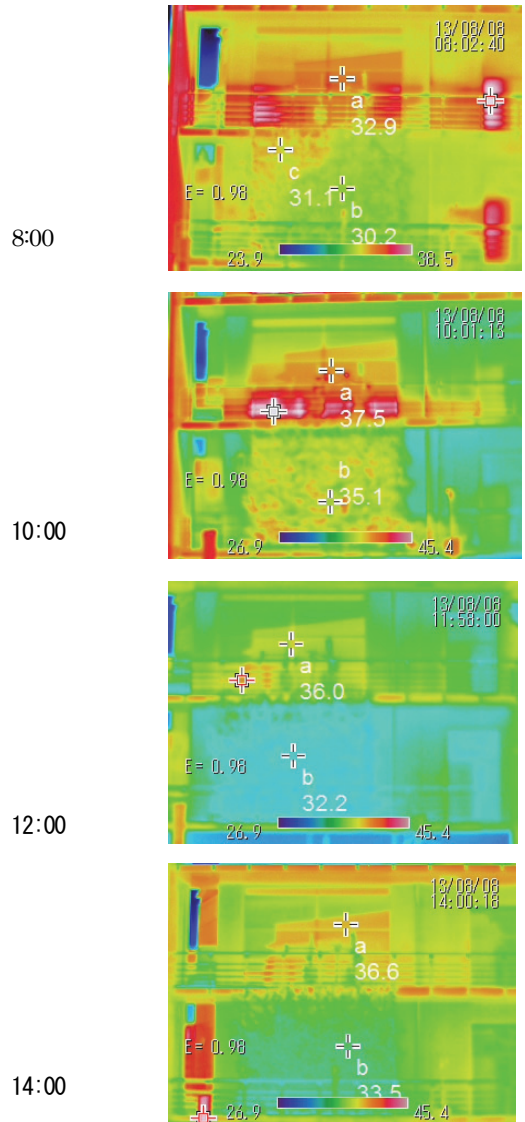 8:00
13/08/08
08:02:40
a
32.9
c
31.1
b
30.2
E= 0.98
23.9 38.5
10:00
13/08/08
10:01:13
a
37.5
b
35.1
E= 0.98
26.9 45.4
12:00
13/08/08
11:58:00
a
36.0
b
32.2
E= 0.98
26.9 45.4
14:00
13/08/08
14:00:18
a
36.6
b
33.5
E= 0.98
26.9 45.4